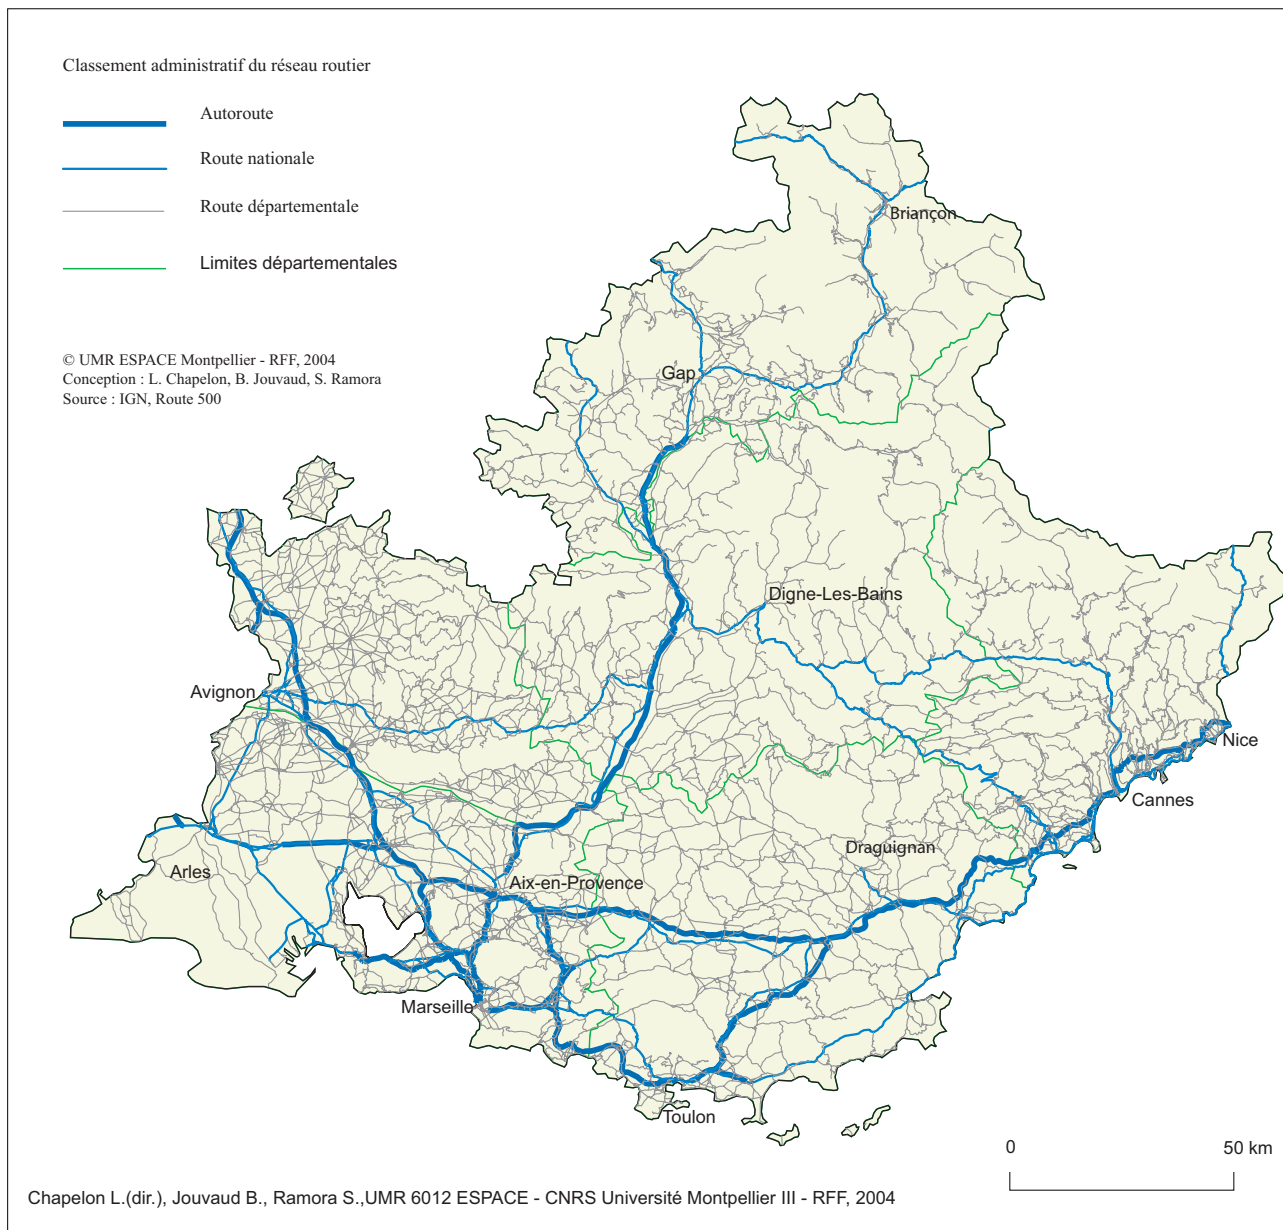 Classement administratif du réseau routier
Autoroute
Route nationale
Route départementale
Limites départementales
© UMR ESPACE Montpellier - RFF, 2004
Conception : L. Chapelon, B. Jouvaud, S. Ramora
Source : IGN, Route 500
Briançon
Gap
Digne-Les-Bains
Avignon
Nice
Cannes
Draguignan
Arles
Aix-en-Provence
Marseille
Toulon
0 50 km
Chapelon L.(dir.), Jouvaud B., Ramora S.,UMR 6012 ESPACE - CNRS Université Montpellier III - RFF, 2004